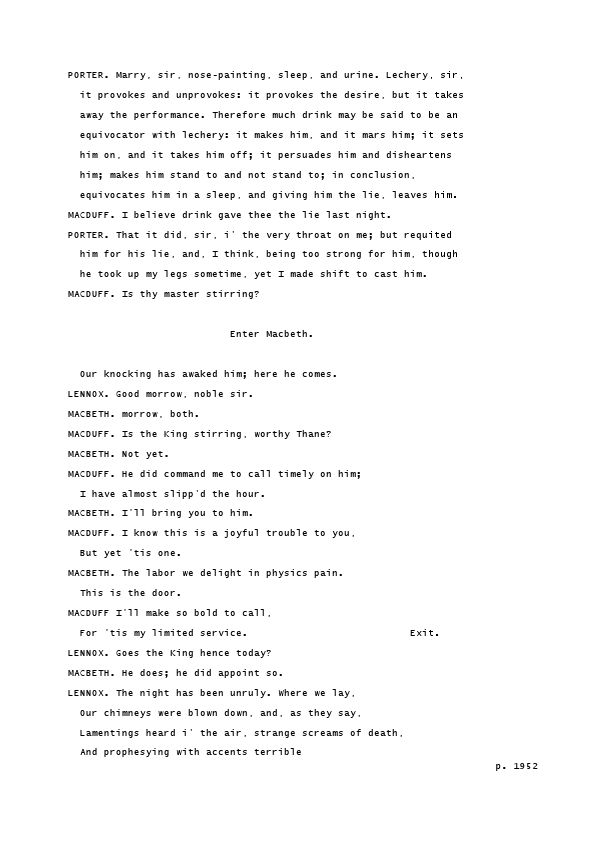 PORTER. Marry, sir, nose-painting, sleep, and urine. Lechery, sir,
it provokes and unprovokes: it provokes the desire, but it takes
away the performance. Therefore much drink may be said to be an
equivocator with lechery: it makes him, and it mars him; it sets
him on, and it takes him off; it persuades him and disheartens
him; makes him stand to and not stand to; in conclusion,
equivocates him in a sleep, and giving him the lie, leaves him.
MACDUFF. I believe drink gave thee the lie last night.
PORTER. That it did, sir, i' the very throat on me; but requited
him for his lie, and, I think, being too strong for him, though
he took up my legs sometime, yet I made shift to cast him.
MACDUFF. Is thy master stirring?
Enter Macbeth.
Our knocking has awaked him; here he comes.
LENNOX. Good morrow, noble sir.
MACBETH. morrow, both.
MACDUFF. Is the King stirring, worthy Thane?
MACBETH. Not yet.
MACDUFF. He did command me to call timely on him;
I have almost slipp'd the hour.
MACBETH. I'll bring you to him.
MACDUFF. I know this is a joyful trouble to you,
But yet 'tis one.
MACBETH. The labor we delight in physics pain.
This is the door.
MACDUFF I'll make so bold to call,
For 'tis my limited service. Exit.
LENNOX. Goes the King hence today?
MACBETH. He does; he did appoint so.
LENNOX. The night has been unruly. Where we lay,
Our chimneys were blown down, and, as they say,
Lamentings heard i' the air, strange screams of death,
And prophesying with accents terrible
p. 1952